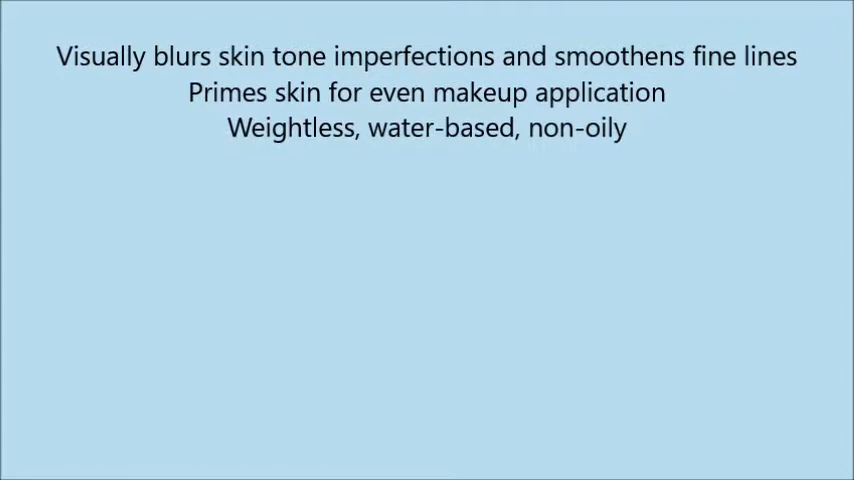 Visually blurs skin tone imperfections and smoothens fine lines
Primes skin for even makeup application
Weightless, water-based, non-oily